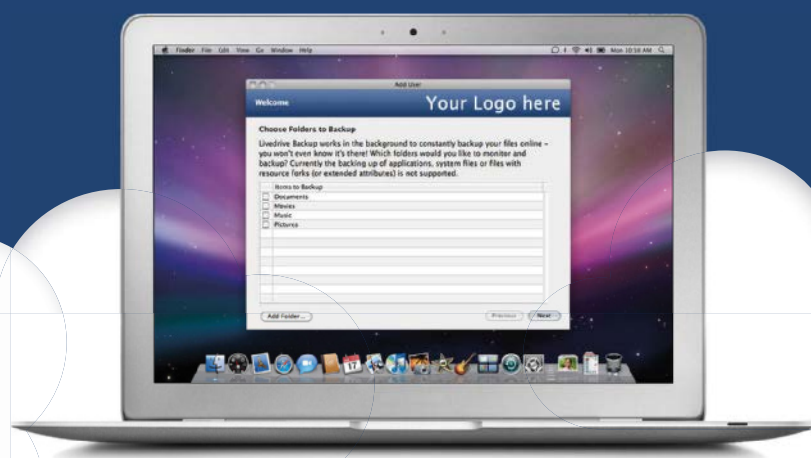 Finder File Edit View Go Window Help
Mon 10:58 AM
Add User
Welcome
Your Logo here
Choose Folders to Backup
Livedrive Backup works in the background to constantly backup your files online –
you won't even know it's there! Which folders would you like to monitor and
backup? Currently the backing up of applications, system files or files with
resource forks (or extended attributes) is not supported.
Items to Backup
Documents
Movies
Music
Pictures
Add Folder...
Previous
Next
17